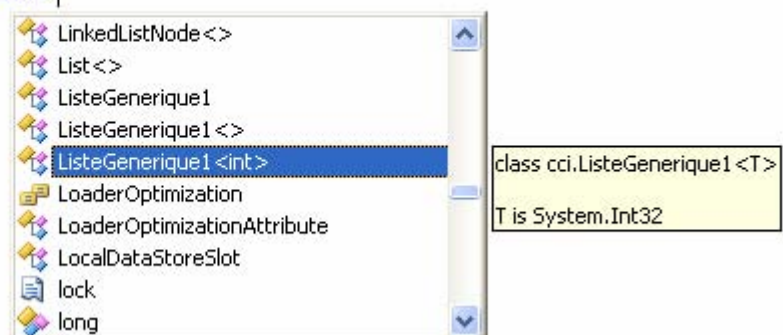 LinkedListNode<>
List<>
ListeGenerique1
ListeGenerique1<>
ListeGenerique1<int>
class cci.ListeGenerique1<T>
T is System.Int32
LoaderOptimization
LoaderOptimizationAttribute
LocalDataStoreSlot
lock
long